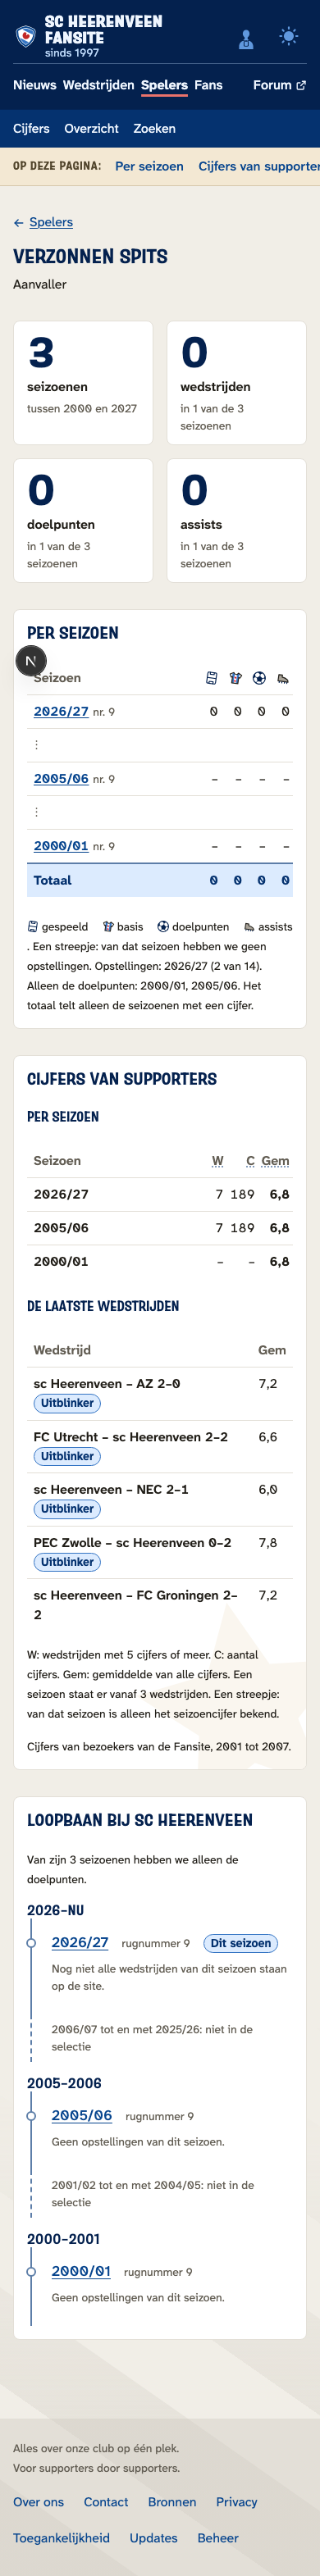 SC HEERENVEEN
FANSITE
sinds 1997
Nieuws Wedstrijden Spelers Fans Forum
Cijfers Overzicht Zoeken
OP DEZE PAGINA: Per seizoen Cijfers van supporter
← Spelers
VERZONNEN SPITS
Aanvaller
3
seizoenen
tussen 2000 en 2027
0
wedstrijden
in 1 van de 3
seizoenen
0
doelpunten
in 1 van de 3
seizoenen
0
assists
in 1 van de 3
seizoenen
PER SEIZOEN
N
Seizoen
2026/27 nr. 9 0 0 0 0
⋮
2005/06 nr. 9 – – – –
⋮
2000/01 nr. 9 – – – –
Totaal 0 0 0 0
gespeeld basis doelpunten assists
. Een streepje: van dat seizoen hebben we geen
opstellingen. Opstellingen: 2026/27 (2 van 14).
Alleen de doelpunten: 2000/01, 2005/06. Het
totaal telt alleen de seizoenen met een cijfer.
CIJFERS VAN SUPPORTERS
PER SEIZOEN
Seizoen W C Gem
2026/27 7 189 6,8
2005/06 7 189 6,8
2000/01 – – 6,8
DE LAATSTE WEDSTRIJDEN
Wedstrijd Gem
sc Heerenveen – AZ 2–0 7,2
Uitblinker
FC Utrecht – sc Heerenveen 2–2 6,6
Uitblinker
sc Heerenveen – NEC 2–1 6,0
Uitblinker
PEC Zwolle – sc Heerenveen 0–2 7,8
Uitblinker
sc Heerenveen – FC Groningen 2– 7,2
2
W: wedstrijden met 5 cijfers of meer. C: aantal
cijfers. Gem: gemiddelde van alle cijfers. Een
seizoen staat er vanaf 3 wedstrijden. Een streepje:
van dat seizoen is alleen het seizoencijfer bekend.
Cijfers van bezoekers van de Fansite, 2001 tot 2007.
LOOPBAAN BIJ SC HEERENVEEN
Van zijn 3 seizoenen hebben we alleen de
doelpunten.
2026–NU
2026/27 rugnummer 9 Dit seizoen
Nog niet alle wedstrijden van dit seizoen staan
op de site.
2006/07 tot en met 2025/26: niet in de
selectie
2005–2006
2005/06 rugnummer 9
Geen opstellingen van dit seizoen.
2001/02 tot en met 2004/05: niet in de
selectie
2000–2001
2000/01 rugnummer 9
Geen opstellingen van dit seizoen.
Alles over onze club op één plek.
Voor supporters door supporters.
Over ons Contact Bronnen Privacy
Toegankelijkheid Updates Beheer